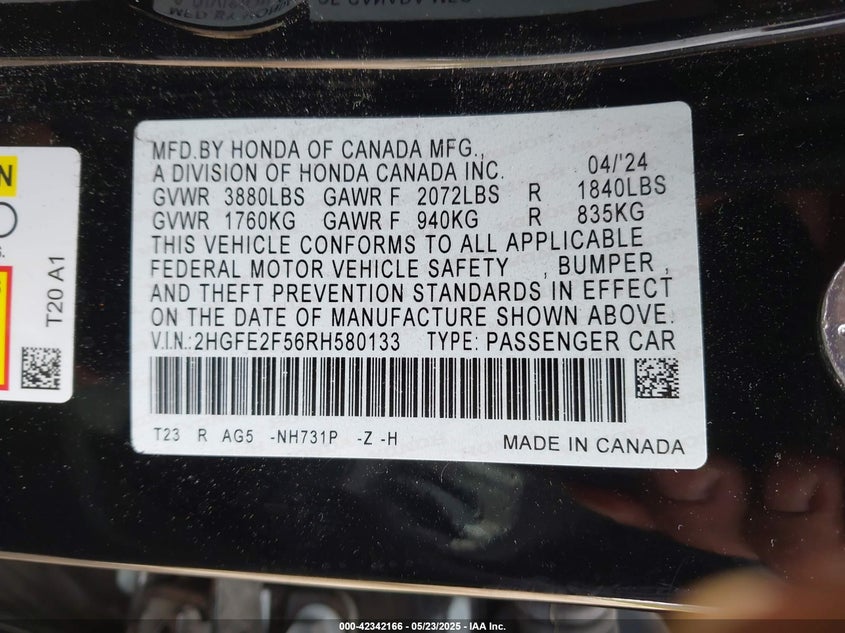 MFD.BY HONDA OF CANADA MFG.,
A DIVISION OF HONDA CANADA INC. 04/'24
GVWR 3880LBS GAWR F 2072LBS R 1840LBS
GVWR 1760KG GAWR F 940KG R 835KG
THIS VEHICLE CONFORMS TO ALL APPLICABLE
FEDERAL MOTOR VEHICLE SAFETY , BUMPER ,
AND THEFT PREVENTION STANDARDS IN EFFECT
ON THE DATE OF MANUFACTURE SHOWN ABOVE.
V.I.N.:2HGFE2F56RH580133 TYPE: PASSENGER CAR
T23 R AG5 -NH731P -Z -H MADE IN CANADA
T20 A1
000-42342166 - 05/23/2025 - IAA Inc.